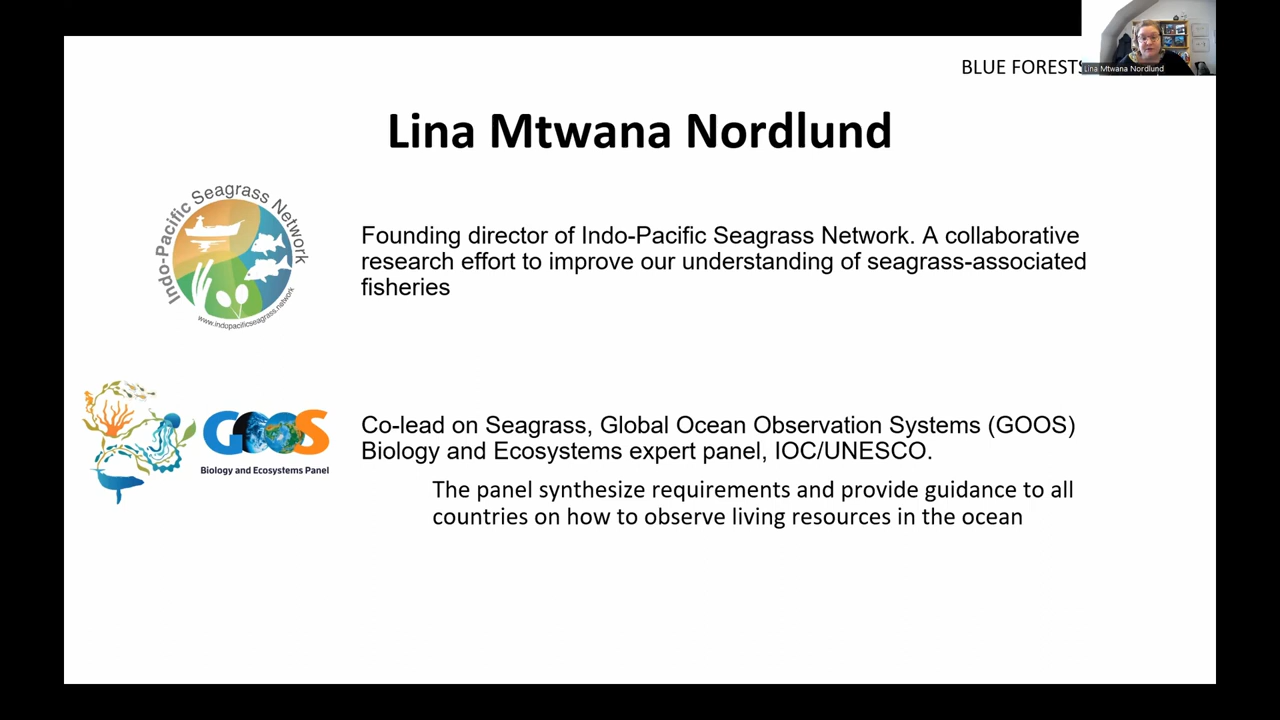 BLUE FORESTS
Lina Mtwana Nordlund
Lina Mtwana Nordlund
Indo-Pacific Seagrass Network
www.indopacificseagrass.network
Founding director of Indo-Pacific Seagrass Network. A collaborative
research effort to improve our understanding of seagrass-associated
fisheries
GOOS
Biology and Ecosystems Panel
Co-lead on Seagrass, Global Ocean Observation Systems (GOOS)
Biology and Ecosystems expert panel, IOC/UNESCO.
The panel synthesize requirements and provide guidance to all
countries on how to observe living resources in the ocean